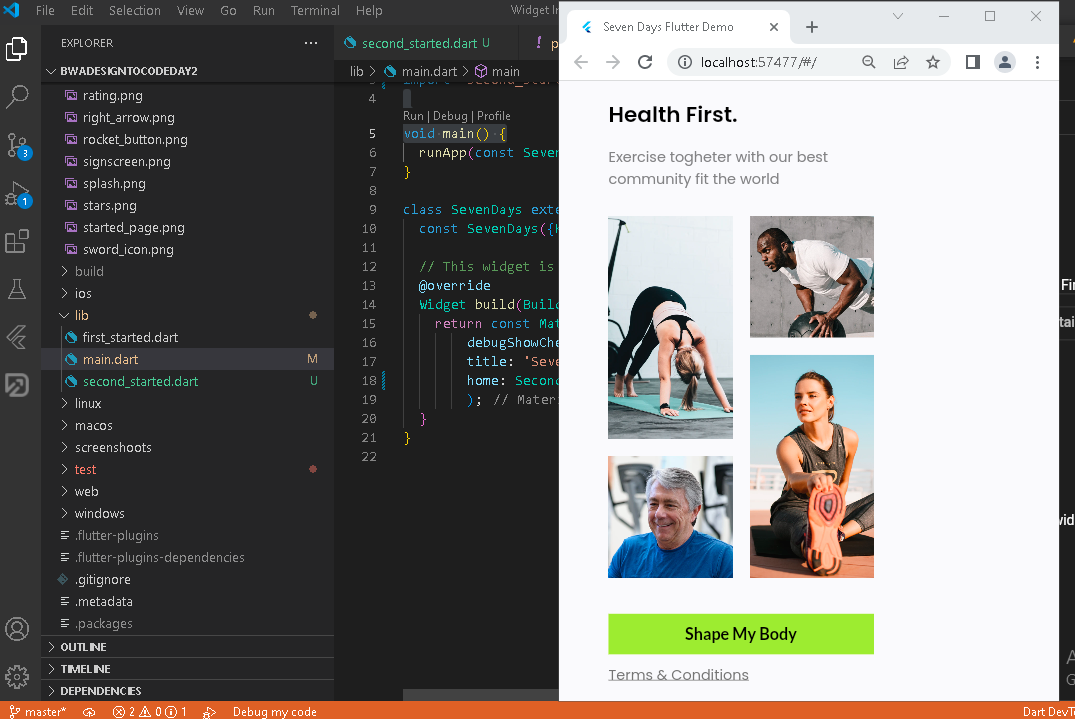 File Edit Selection View Go Run Terminal Help Widget In
EXPLORER
BWADESIGNTOCODEDAY2
rating.png
right_arrow.png
rocket_button.png
signscreen.png
splash.png
stars.png
started_page.png
sword_icon.png
build
ios
lib
first_started.dart
main.dart M
second_started.dart U
linux
macos
screenshoots
test
web
windows
.flutter-plugins
.flutter-plugins-dependencies
.gitignore
.metadata
.packages
OUTLINE
TIMELINE
DEPENDENCIES
3
1
second_started.dart U ! p
lib > main.dart > main
4
Run | Debug | Profile
5 void main() {
6 runApp(const Seven
7 }
8
9 class SevenDays exte
10 const SevenDays({
11
12 // This widget is
13 @override
14 Widget build(Build
15 return const Mat
16 debugShowChe
17 title: 'Seve
18 home: Second
19 ); // Mater
20 }
21 }
22
Seven Days Flutter Demo
localhost:57477/#/
Health First.
Exercise togheter with our best
community fit the world
Shape My Body
Terms & Conditions
master* 2 0 1 Debug my code
Dart DevTo